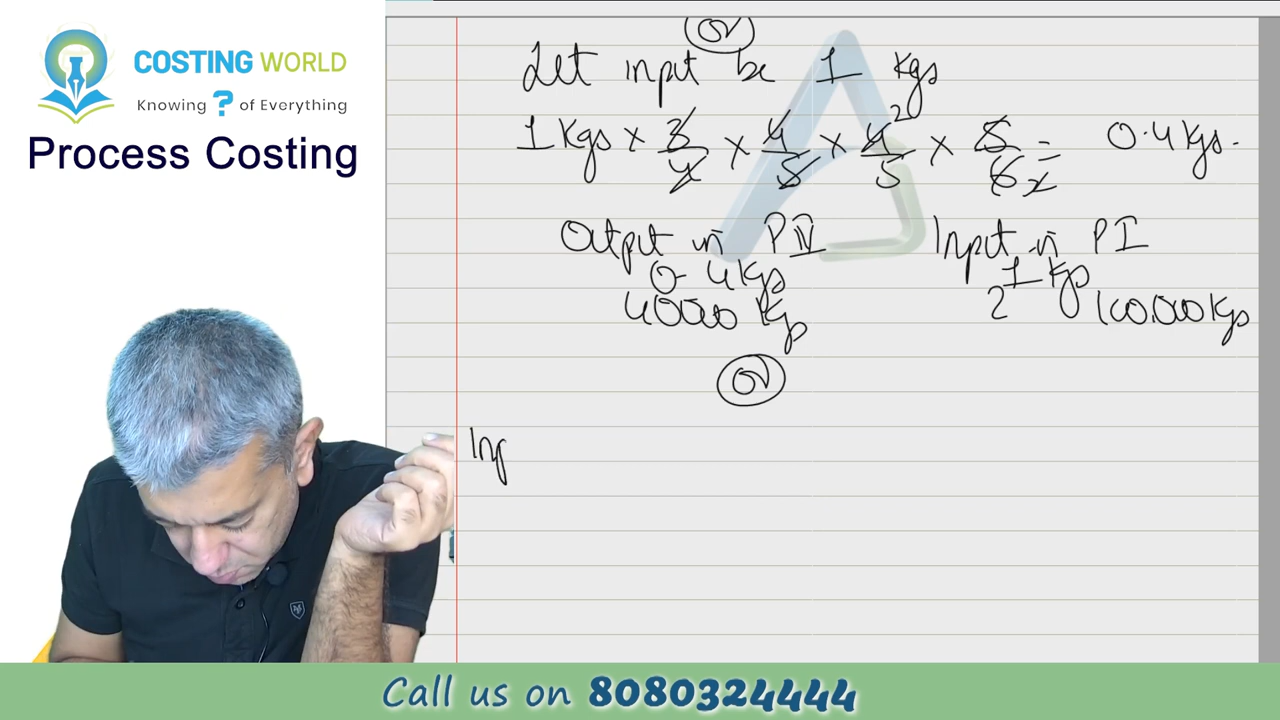 COSTING WORLD
Knowing ? of Everything
Process Costing
or
Let input be 1 kgs
1 Kgs × 3/4 × 4/5 × 4/5 × 5/6 = 0.4 kgs.
2
2
Output in P IV Input in P I
0.4 kgs 1 kgs
40000 kgs ? 100,000 kgs
or
Inp
Call us on 8080324444